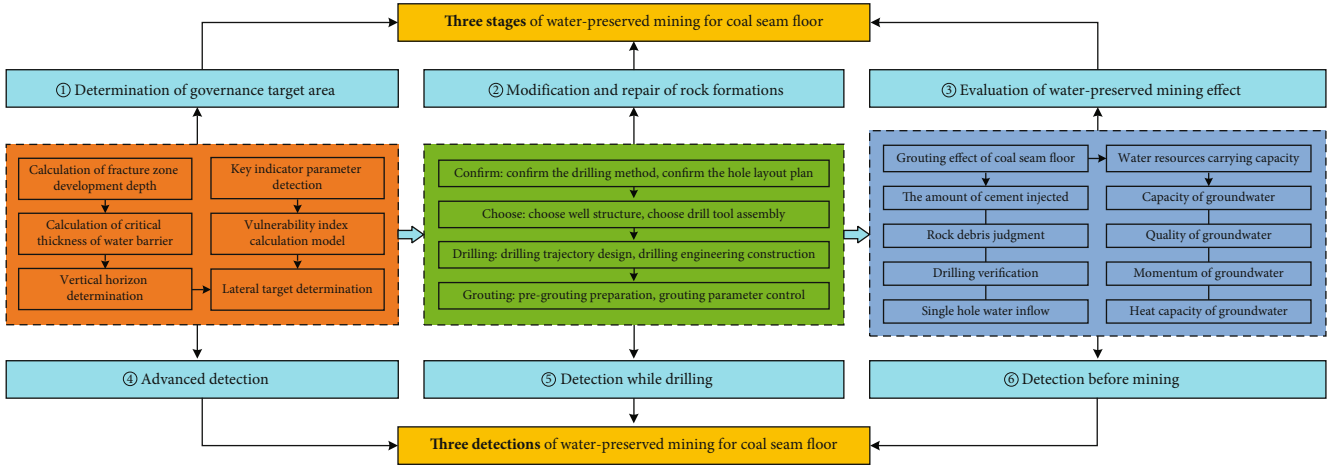 Three stages of water-preserved mining for coal seam floor
① Determination of governance target area
② Modification and repair of rock formations
③ Evaluation of water-preserved mining effect
Calculation of fracture zone
development depth
Calculation of critical
thickness of water barrier
Vertical horizon
determination
Key indicator parameter
detection
Vulnerability index
calculation model
Lateral target determination
Confirm: confirm the drilling method, confirm the hole layout plan
Choose: choose well structure, choose drill tool assembly
Drilling: drilling trajectory design, drilling engineering construction
Grouting: pre-grouting preparation, grouting parameter control
Grouting effect of coal seam floor
The amount of cement injected
Rock debris judgment
Drilling verification
Single hole water inflow
Water resources carrying capacity
Capacity of groundwater
Quality of groundwater
Momentum of groundwater
Heat capacity of groundwater
④ Advanced detection
⑤ Detection while drilling
⑥ Detection before mining
Three detections of water-preserved mining for coal seam floor